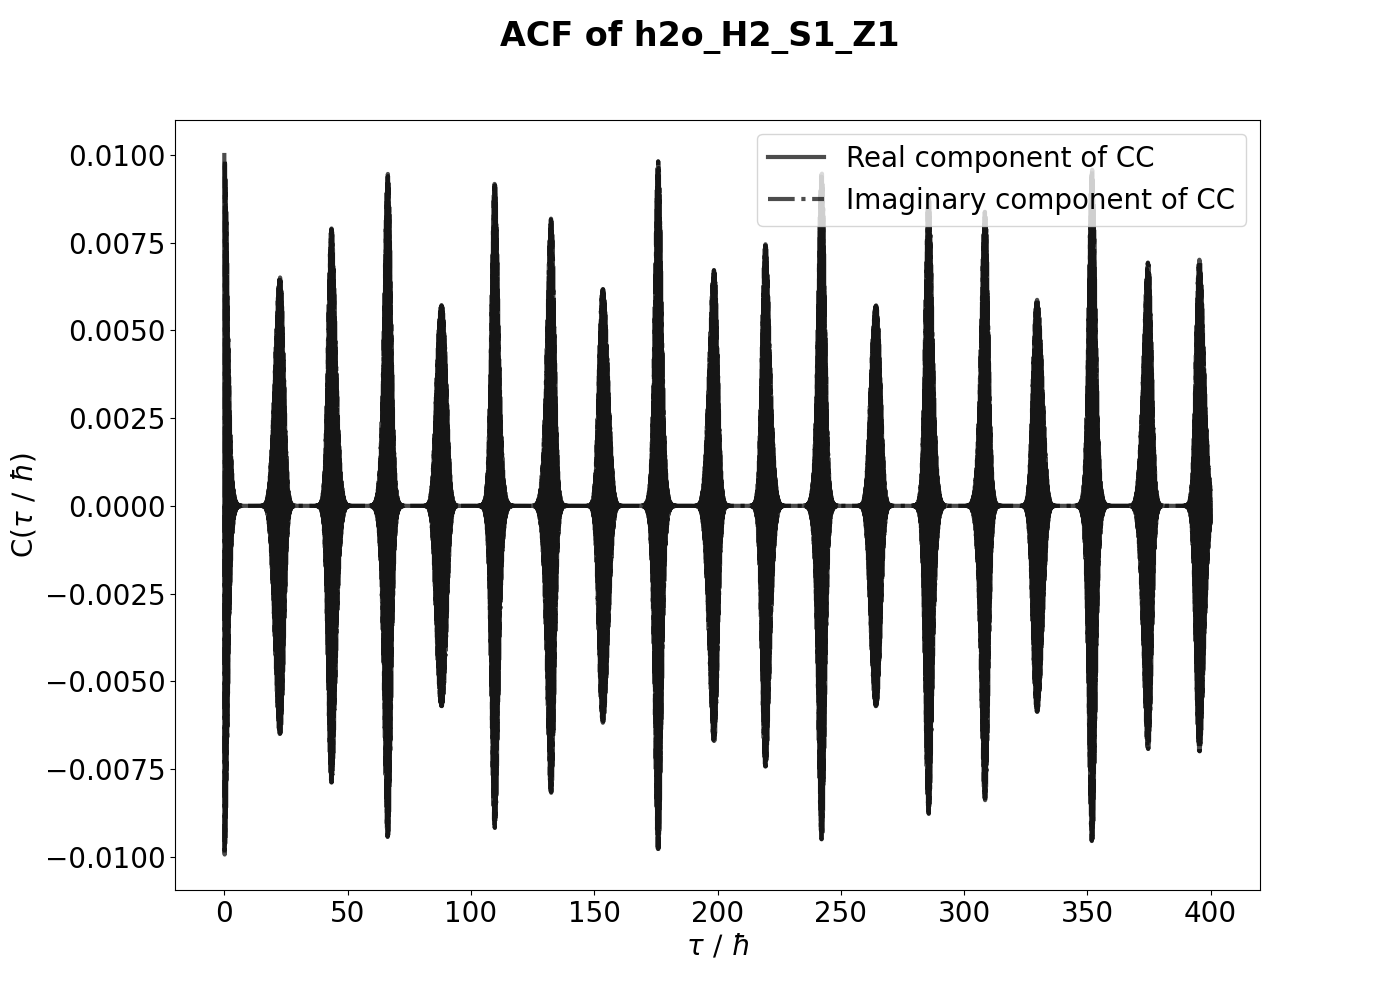 ACF of h2o_H2_S1_Z1
Real component of CC
Imaginary component of CC
C(τ / ħ)
0.0100
0.0075
0.0050
0.0025
0.0000
−0.0025
−0.0050
−0.0075
−0.0100
0 50 100 150 200 250 300 350 400
τ / ħ